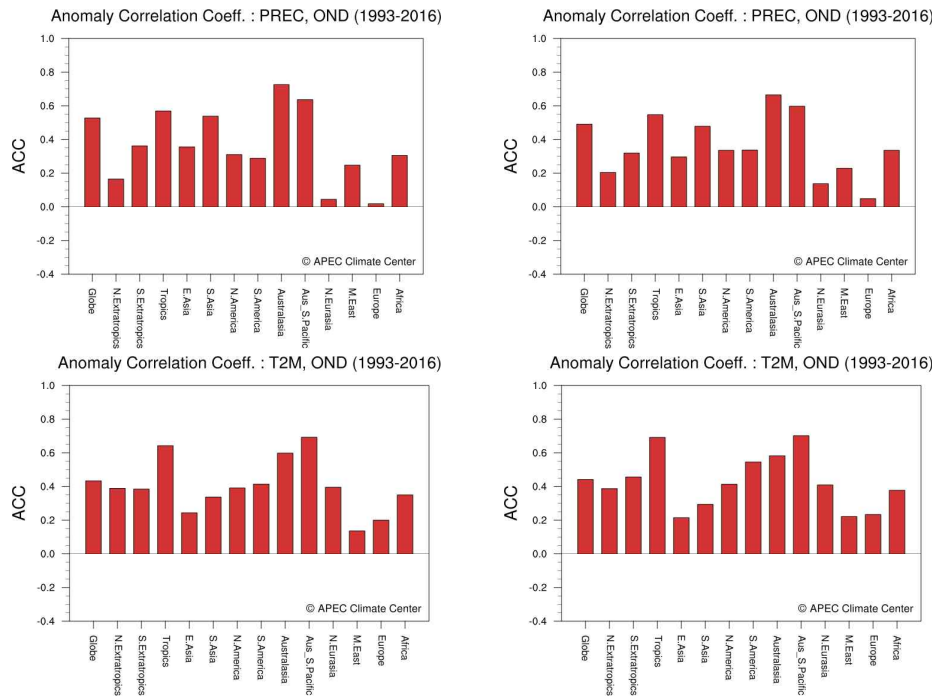 Anomaly Correlation Coeff. : PREC, OND (1993-2016)
1.0
0.8
0.6
0.4
0.2
0.0
-0.2
-0.4
ACC
© APEC Climate Center
Globe
N.Extratropics
S.Extratropics
Tropics
E.Asia
S.Asia
N.America
S.America
Australasia
Aus_S.Pacific
N.Eurasia
M.East
Europe
Africa
Anomaly Correlation Coeff. : PREC, OND (1993-2016)
1.0
0.8
0.6
0.4
0.2
0.0
-0.2
-0.4
ACC
© APEC Climate Center
Globe
N.Extratropics
S.Extratropics
Tropics
E.Asia
S.Asia
N.America
S.America
Australasia
Aus_S.Pacific
N.Eurasia
M.East
Europe
Africa
Anomaly Correlation Coeff. : T2M, OND (1993-2016)
1.0
0.8
0.6
0.4
0.2
0.0
-0.2
-0.4
ACC
© APEC Climate Center
Globe
N.Extratropics
S.Extratropics
Tropics
E.Asia
S.Asia
N.America
S.America
Australasia
Aus_S.Pacific
N.Eurasia
M.East
Europe
Africa
Anomaly Correlation Coeff. : T2M, OND (1993-2016)
1.0
0.8
0.6
0.4
0.2
0.0
-0.2
-0.4
ACC
© APEC Climate Center
Globe
N.Extratropics
S.Extratropics
Tropics
E.Asia
S.Asia
N.America
S.America
Australasia
Aus_S.Pacific
N.Eurasia
M.East
Europe
Africa